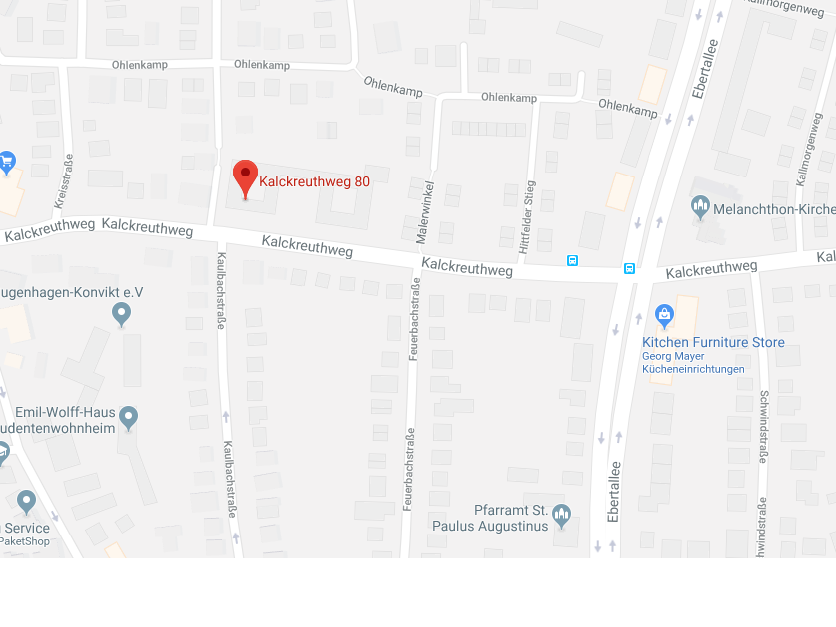 Kallmorgenweg
Ohlenkamp
Ohlenkamp
Ohlenkamp
Ohlenkamp
Ohlenkamp
Ebertallee
Kreisstraße
Kallmorgenweg
Kalckreuthweg 80
Malerwinkel
Hittfelder Stieg
Melanchthon-Kirche
Kalckreuthweg
Kalckreuthweg
Kalckreuthweg
Kalckreuthweg
Kalckreuthweg
Kal
Kaulbachstraße
Feuerbachstraße
ugenhagen-Konvikt e.V
Kitchen Furniture Store
Georg Mayer
Kücheneinrichtungen
Emil-Wolff-Haus
udentenwohnheim
Schwindstraße
Kaulbachstraße
Feuerbachstraße
Ebertallee
Pfarramt St.
Paulus Augustinus
Service
PaketShop
hwindstraße